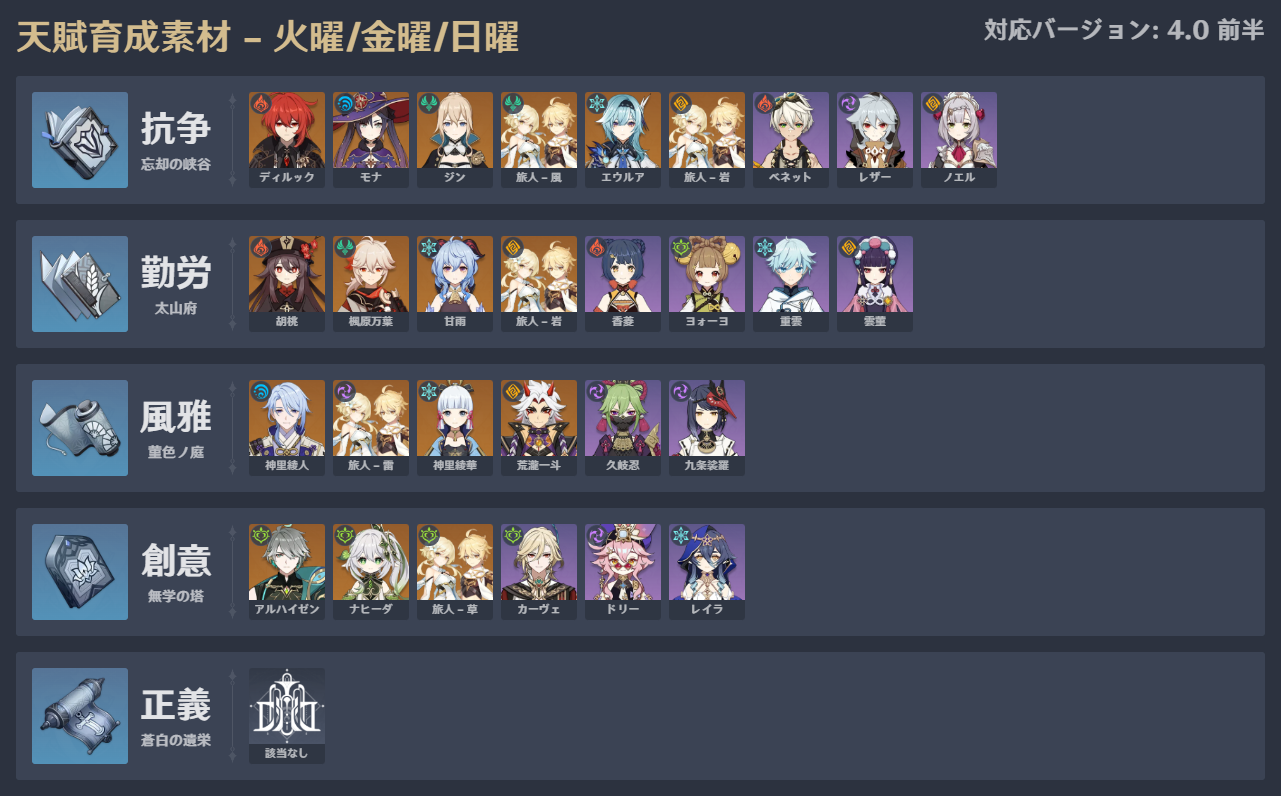 天賦育成素材 – 火曜/金曜/日曜
対応バージョン: 4.0 前半
抗争
忘却の峡谷
ディルック
モナ
ジン
旅人 – 風
エウルア
旅人 – 岩
ベネット
レザー
ノエル
勤労
太山府
胡桃
楓原万葉
甘雨
旅人 – 岩
香菱
ヨォーヨ
重雲
雲菫
風雅
菫色ノ庭
神里綾人
旅人 – 雷
神里綾華
荒瀧一斗
久岐忍
九条裟羅
創意
無学の塔
アルハイゼン
ナヒーダ
旅人 – 草
カーヴェ
ドリー
レイラ
正義
蒼白の遺栄
該当なし